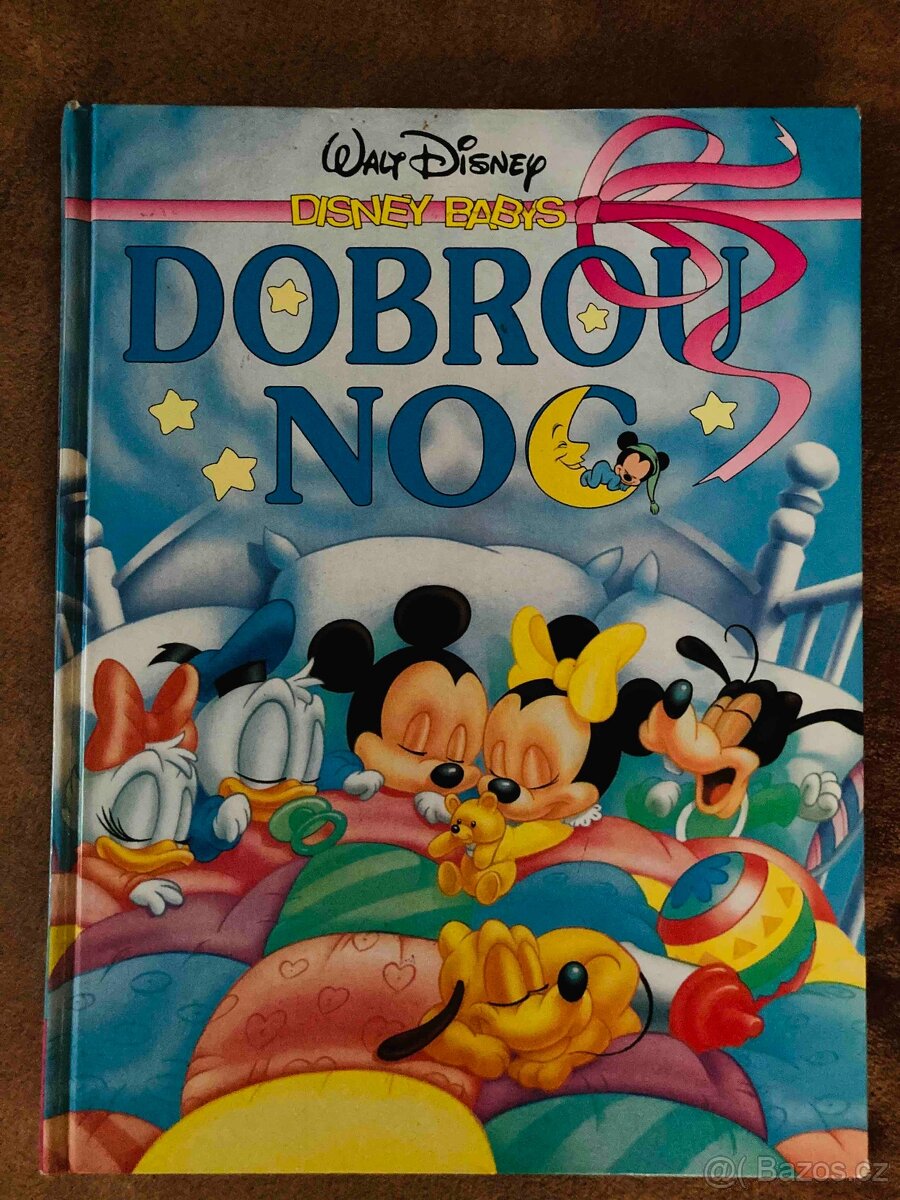 Walt Disney
DISNEY BABYS
DOBROU
NOC
@( Bazos.cz